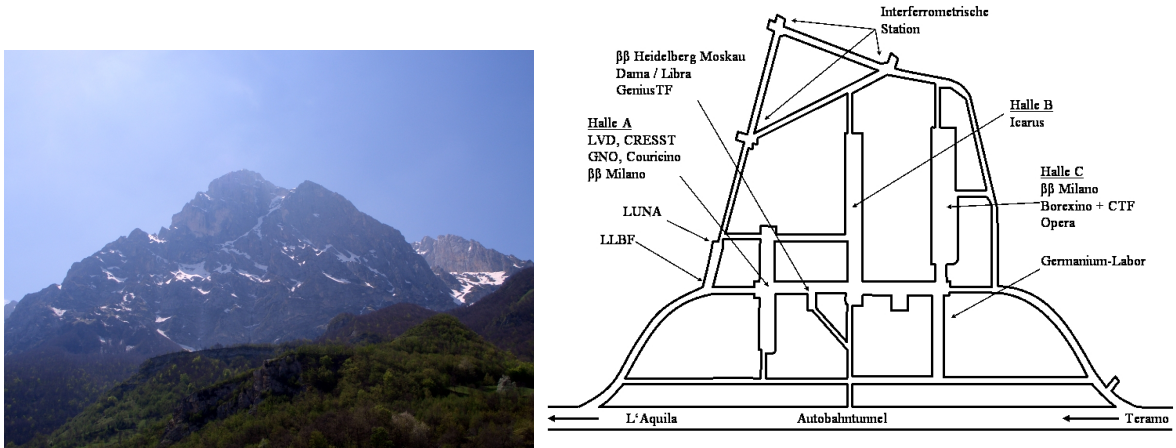 Interferrometrische
Station
ββ Heidelberg Moskau
Dama / Libra
GeniusTF
Halle A
LVD, CRESST
GNO, Couricino
ββ Milano
Halle B
Icarus
Halle C
ββ Milano
Borexino + CTF
Opera
LUNA
LLBF
Germanium-Labor
L'Aquila
Autobahntunnel
Teramo